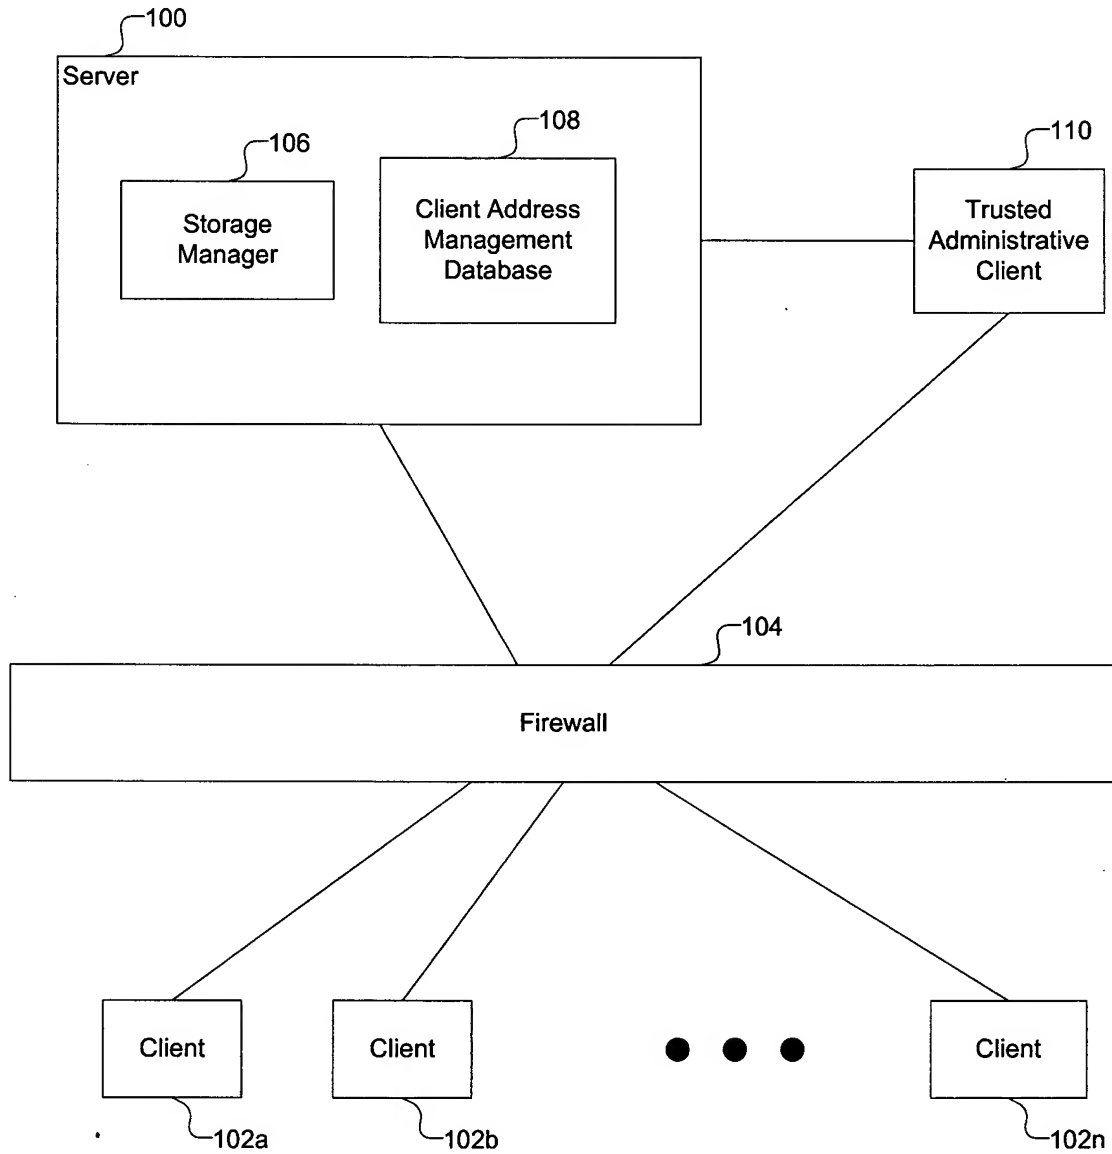 100
Server
106
108
110
Storage
Manager
Client Address
Management
Database
Trusted
Administrative
Client
104
Firewall
Client
Client
Client
102a
102b
102n